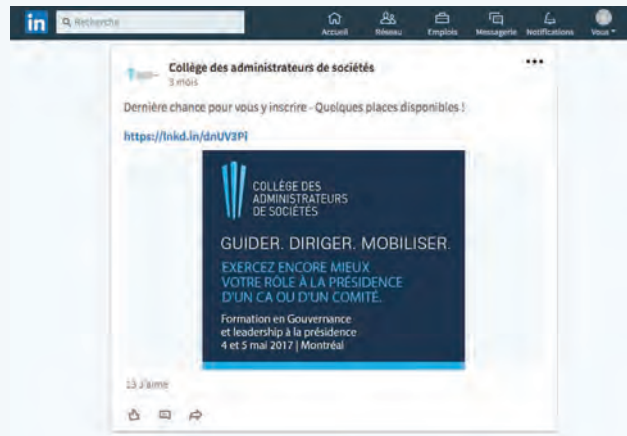 in Recherche
Accueil Réseau Emplois Messagerie Notifications Vous
Collège des administrateurs de sociétés
3 mois
Dernière chance pour vous y inscrire - Quelques places disponibles !
https://lnkd.in/dnUV3Pi
COLLÈGE DES
ADMINISTRATEURS
DE SOCIÉTÉS
GUIDER. DIRIGER. MOBILISER.
EXERCEZ ENCORE MIEUX
VOTRE RÔLE À LA PRÉSIDENCE
D'UN CA OU D'UN COMITÉ.
Formation en Gouvernance
et leadership à la présidence
4 et 5 mai 2017 | Montréal
13 J'aime